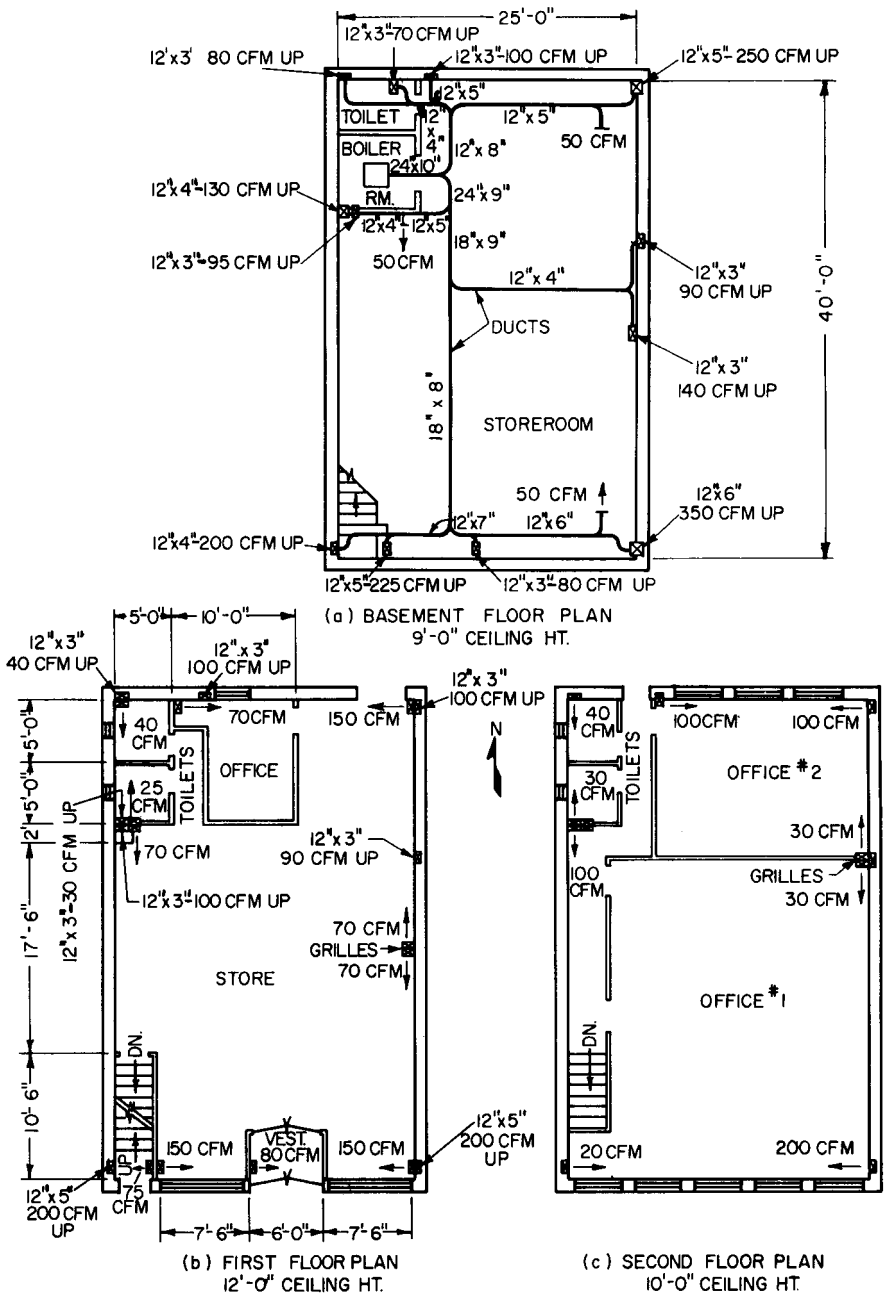 25'-0"
12"x3"-70 CFM UP
12'x3' 80 CFM UP
12"x3"-100 CFM UP
12"x5"-250 CFM UP
12"x5"
TOILET
12"
x
4"
12"x5"
50 CFM
BOILER
12"x8"
24"x10"
12"x4"-130 CFM UP
RM.
24"x9"
12"x4"-12"x5"
18"x9"
12"x3"-95 CFM UP
50 CFM
12"x4"
12"x3"
90 CFM UP
40'-0"
DUCTS
12"x3"
140 CFM UP
18"x8"
STOREROOM
50 CFM
12"x6"
350 CFM UP
12"x7"
12"x6"
12"x4"-200 CFM UP
12"x5"-225 CFM UP
12"x3"-80 CFM UP
(a) BASEMENT FLOOR PLAN
9'-0" CEILING HT.
5'-0"
10'-0"
12"x3"
40 CFM UP
12".x 3"
100 CFM UP
12"x 3"
100 CFM UP
70CFM
150 CFM
40
CFM
5'-0"
TOILETS
OFFICE
N
25
CFM
5'-0"
2'
70 CFM
12"x3"-30 CFM UP
12"x3"-100 CFM UP
12"x3"
90 CFM UP
17'-6"
70 CFM
GRILLES
70 CFM
STORE
DN.
10'-6"
UP
150 CFM
VEST.
80 CFM
150 CFM
12"x5"
200 CFM
UP
12"x5"
200 CFM
UP
75
CFM
7'-6"
6'-0"
7'-6"
(b) FIRST FLOOR PLAN
12'-0" CEILING HT.
40
CFM
100CFM
100 CFM
TOILETS
30
CFM
OFFICE #2
30 CFM
100
CFM
GRILLES
30 CFM
OFFICE #1
DN.
20 CFM
200 CFM
(c) SECOND FLOOR PLAN
10'-0" CEILING HT.